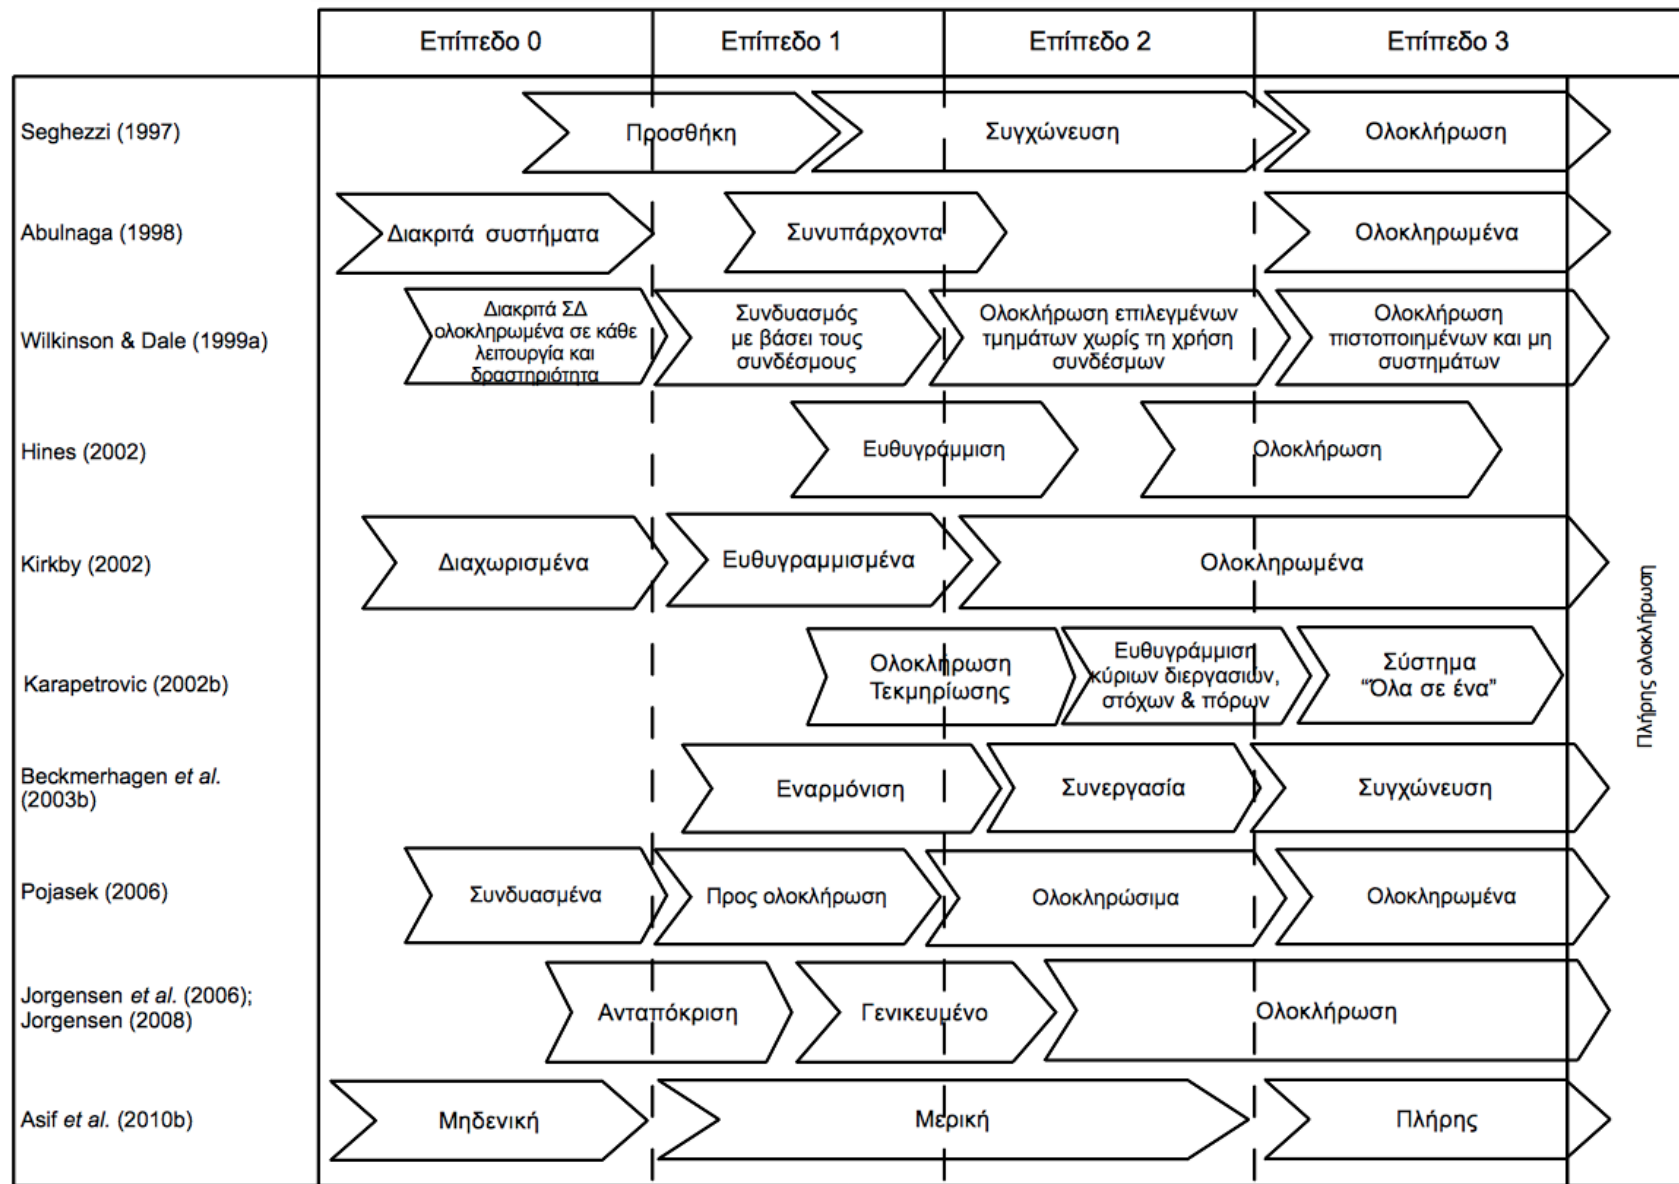 Επίπεδο 0 Επίπεδο 1 Επίπεδο 2 Επίπεδο 3
Seghezzi (1997) Προσθήκη Συγχώνευση Ολοκλήρωση
Abulnaga (1998) Διακριτά συστήματα Συνυπάρχοντα Ολοκληρωμένα
Wilkinson & Dale (1999a)
Διακριτά ΣΔ
ολοκληρωμένα σε κάθε
λειτουργία και
δραστηριότητα
Συνδυασμός
με βάσει τους
συνδέσμους
Ολοκλήρωση επιλεγμένων
τμημάτων χωρίς τη χρήση
συνδέσμων
Ολοκλήρωση
πιστοποιημένων και μη
συστημάτων
Hines (2002) Ευθυγράμμιση Ολοκλήρωση
Kirkby (2002) Διαχωρισμένα Ευθυγραμμισμένα Ολοκληρωμένα
Karapetrovic (2002b)
Ολοκλήρωση
Τεκμηρίωσης
Ευθυγράμμιση
κύριων διεργασιών,
στόχων & πόρων
Σύστημα
“Όλα σε ένα”
Beckmerhagen et al.
(2003b)
Εναρμόνιση Συνεργασία Συγχώνευση
Pojasek (2006) Συνδυασμένα Προς ολοκλήρωση Ολοκληρώσιμα Ολοκληρωμένα
Jorgensen et al. (2006);
Jorgensen (2008)
Ανταπόκριση Γενικευμένο Ολοκλήρωση
Asif et al. (2010b) Μηδενική Μερική Πλήρης
Πλήρης ολοκλήρωση